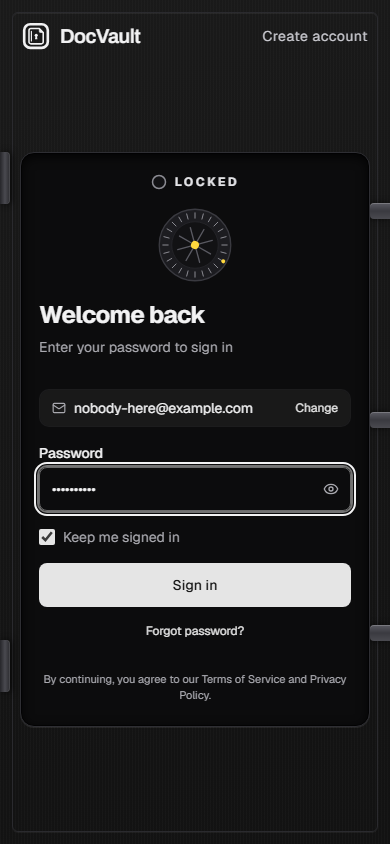 DocVault
Create account
LOCKED
Welcome back
Enter your password to sign in
nobody-here@example.com
Change
Password
••••••••••
Keep me signed in
Sign in
Forgot password?
By continuing, you agree to our Terms of Service and Privacy
Policy.